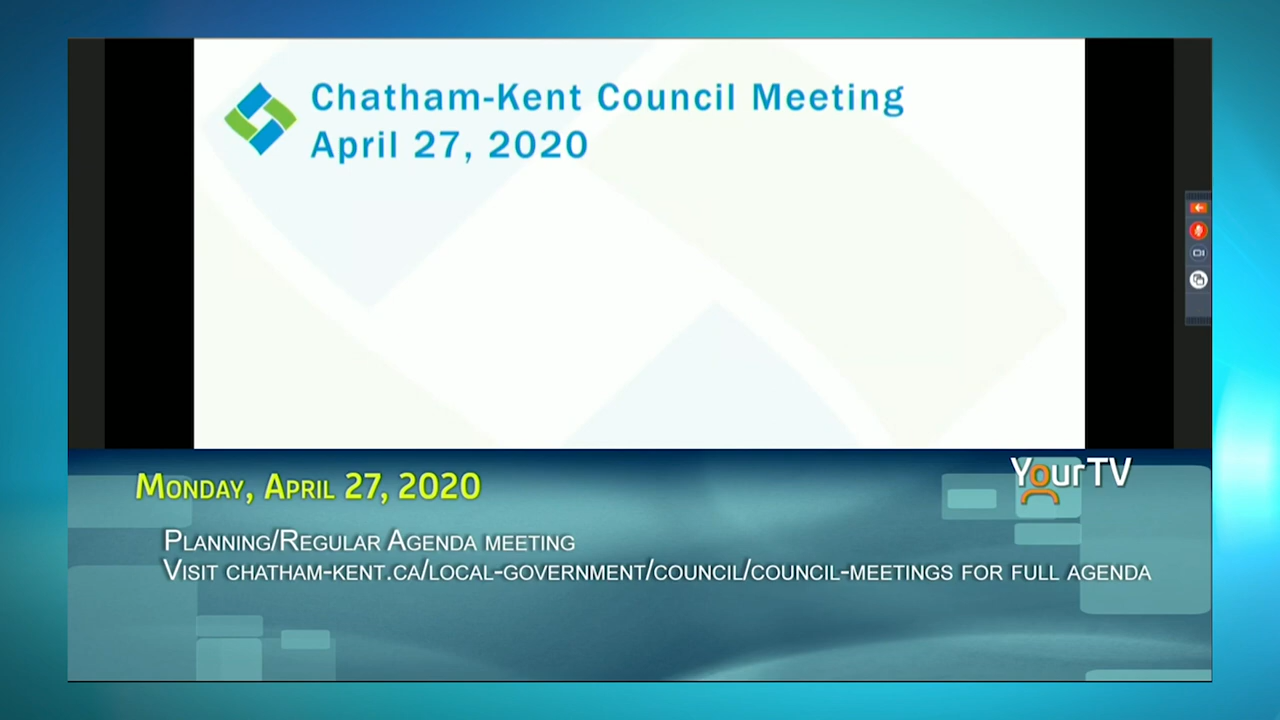 Chatham-Kent Council Meeting
April 27, 2020
Monday, April 27, 2020
YourTV
Planning/Regular Agenda meeting
Visit chatham-kent.ca/local-government/council/council-meetings for full agenda